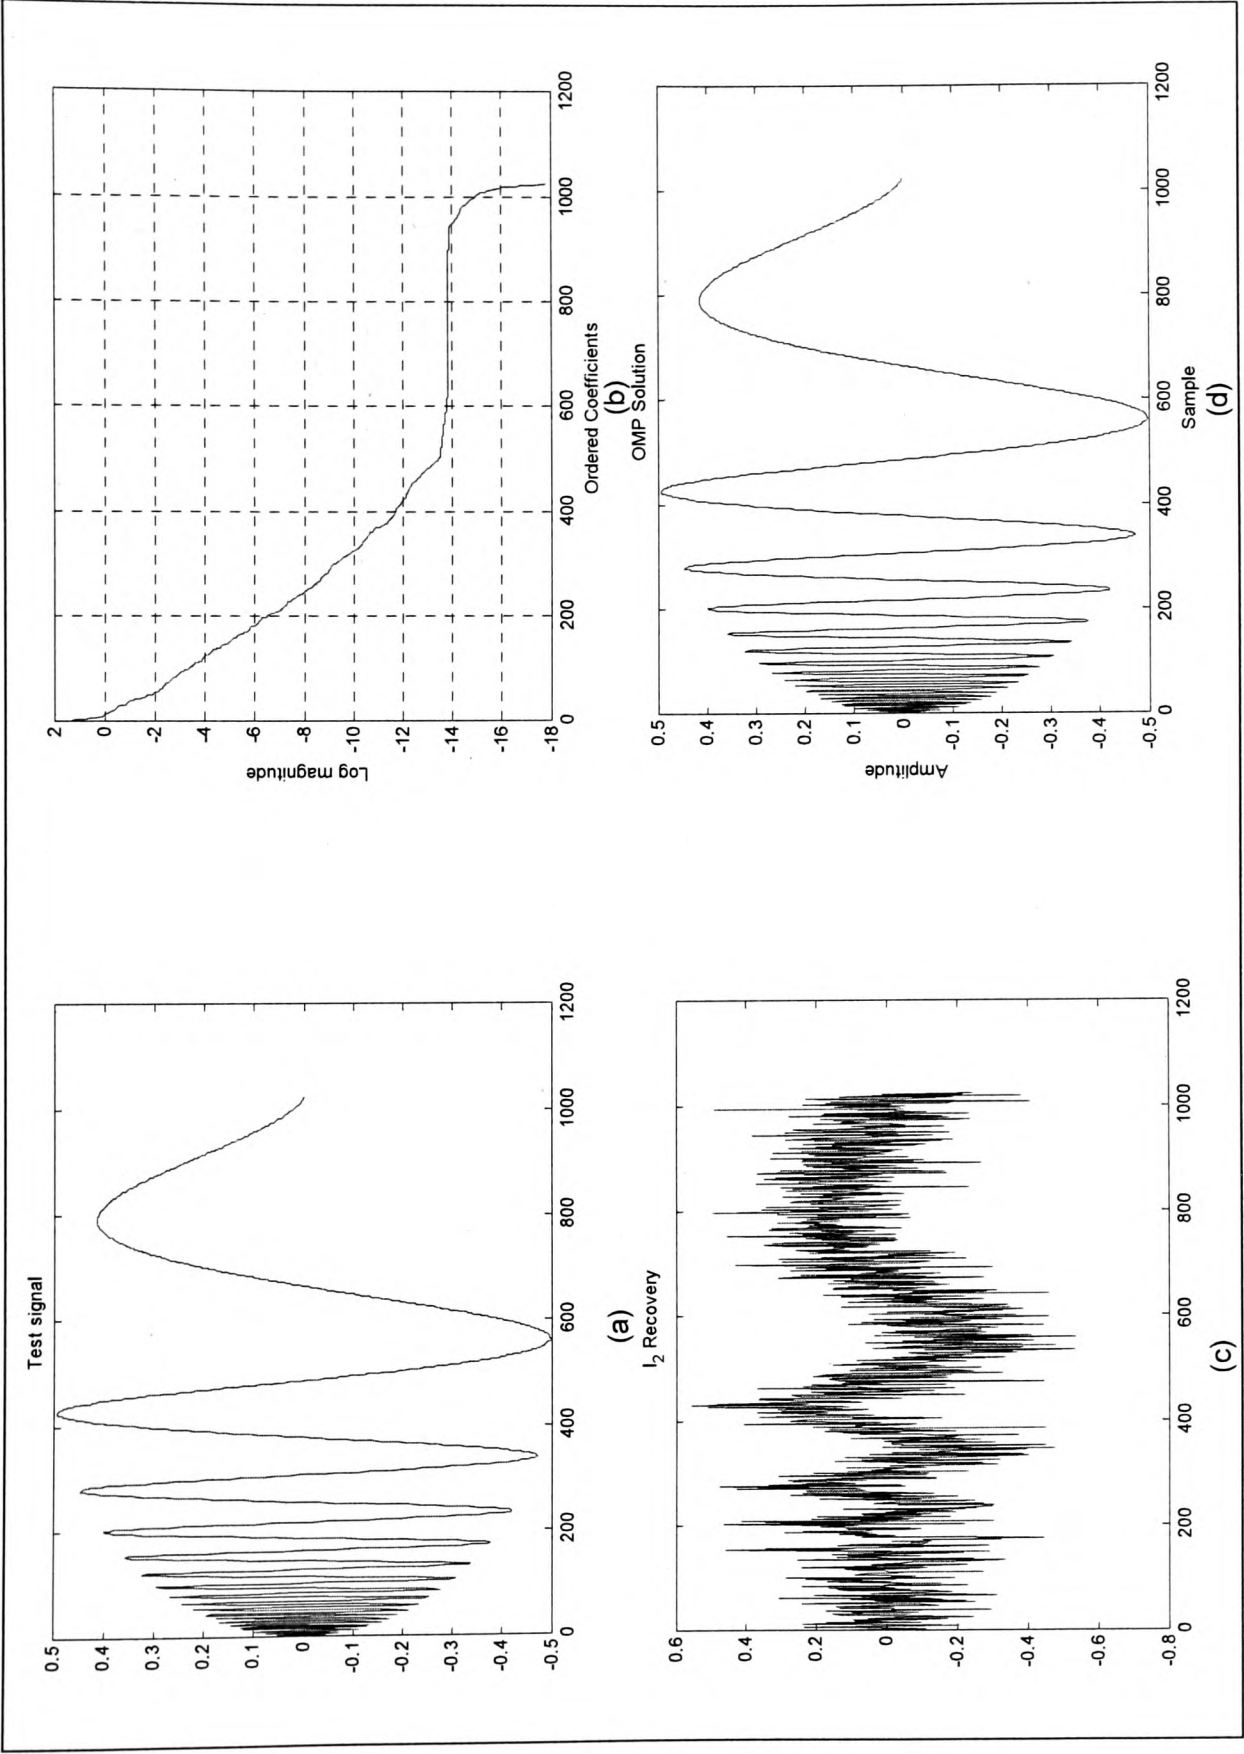 Test signal
0.5
0.4
0.3
0.2
0.1
0
-0.1
-0.2
-0.3
-0.4
-0.5
0 200 400 600 800 1000 1200
(a)
2
0
-2
-4
-6
-8
-10
-12
-14
-16
-18
Log magnitude
0 200 400 600 800 1000 1200
Ordered Coefficients
(b)
l2 Recovery
0.6
0.4
0.2
0
-0.2
-0.4
-0.6
-0.8
0 200 400 600 800 1000 1200
(c)
OMP Solution
0.5
0.4
0.3
0.2
0.1
0
-0.1
-0.2
-0.3
-0.4
-0.5
Amplitude
0 200 400 600 800 1000 1200
Sample
(d)